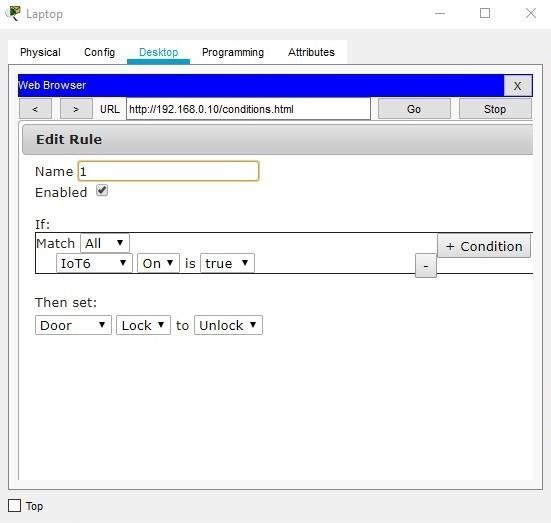 Laptop
Physical Config Desktop Programming Attributes
Web Browser X
< > URL http://192.168.0.10/conditions.html Go Stop
Edit Rule
Name 1
Enabled
If:
Match All + Condition
IoT6 On is true -
Then set:
Door Lock to Unlock
Top